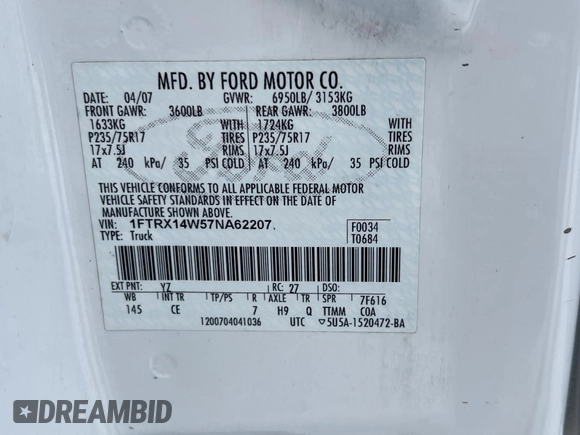 MFD. BY FORD MOTOR CO.
DATE: 04/07 GVWR: 6950LB/ 3153KG
FRONT GAWR: 3600LB REAR GAWR: 3800LB
1633KG WITH 1724KG WITH
P235/75R17 TIRES P235/75R17 TIRES
17x7.5J RIMS 17x7.5J RIMS
AT 240 kPa/ 35 PSI COLD AT 240 kPa/ 35 PSI COLD
THIS VEHICLE CONFORMS TO ALL APPLICABLE FEDERAL MOTOR
VEHICLE SAFETY STANDARDS IN EFFECT ON THE DATE OF
MANUFACTURE SHOWN ABOVE.
VIN: 1FTRX14W57NA62207 F0034
TYPE: Truck T0684
EXT PNT: YZ RC: 27 DSO:
WB INT TR TP/PS R AXLE TR SPR 7F616
145 CE 7 H9 Q TTMM COA
1200704041036 UTC ▽5U5A-1520472-BA
Ford
DREAMBID